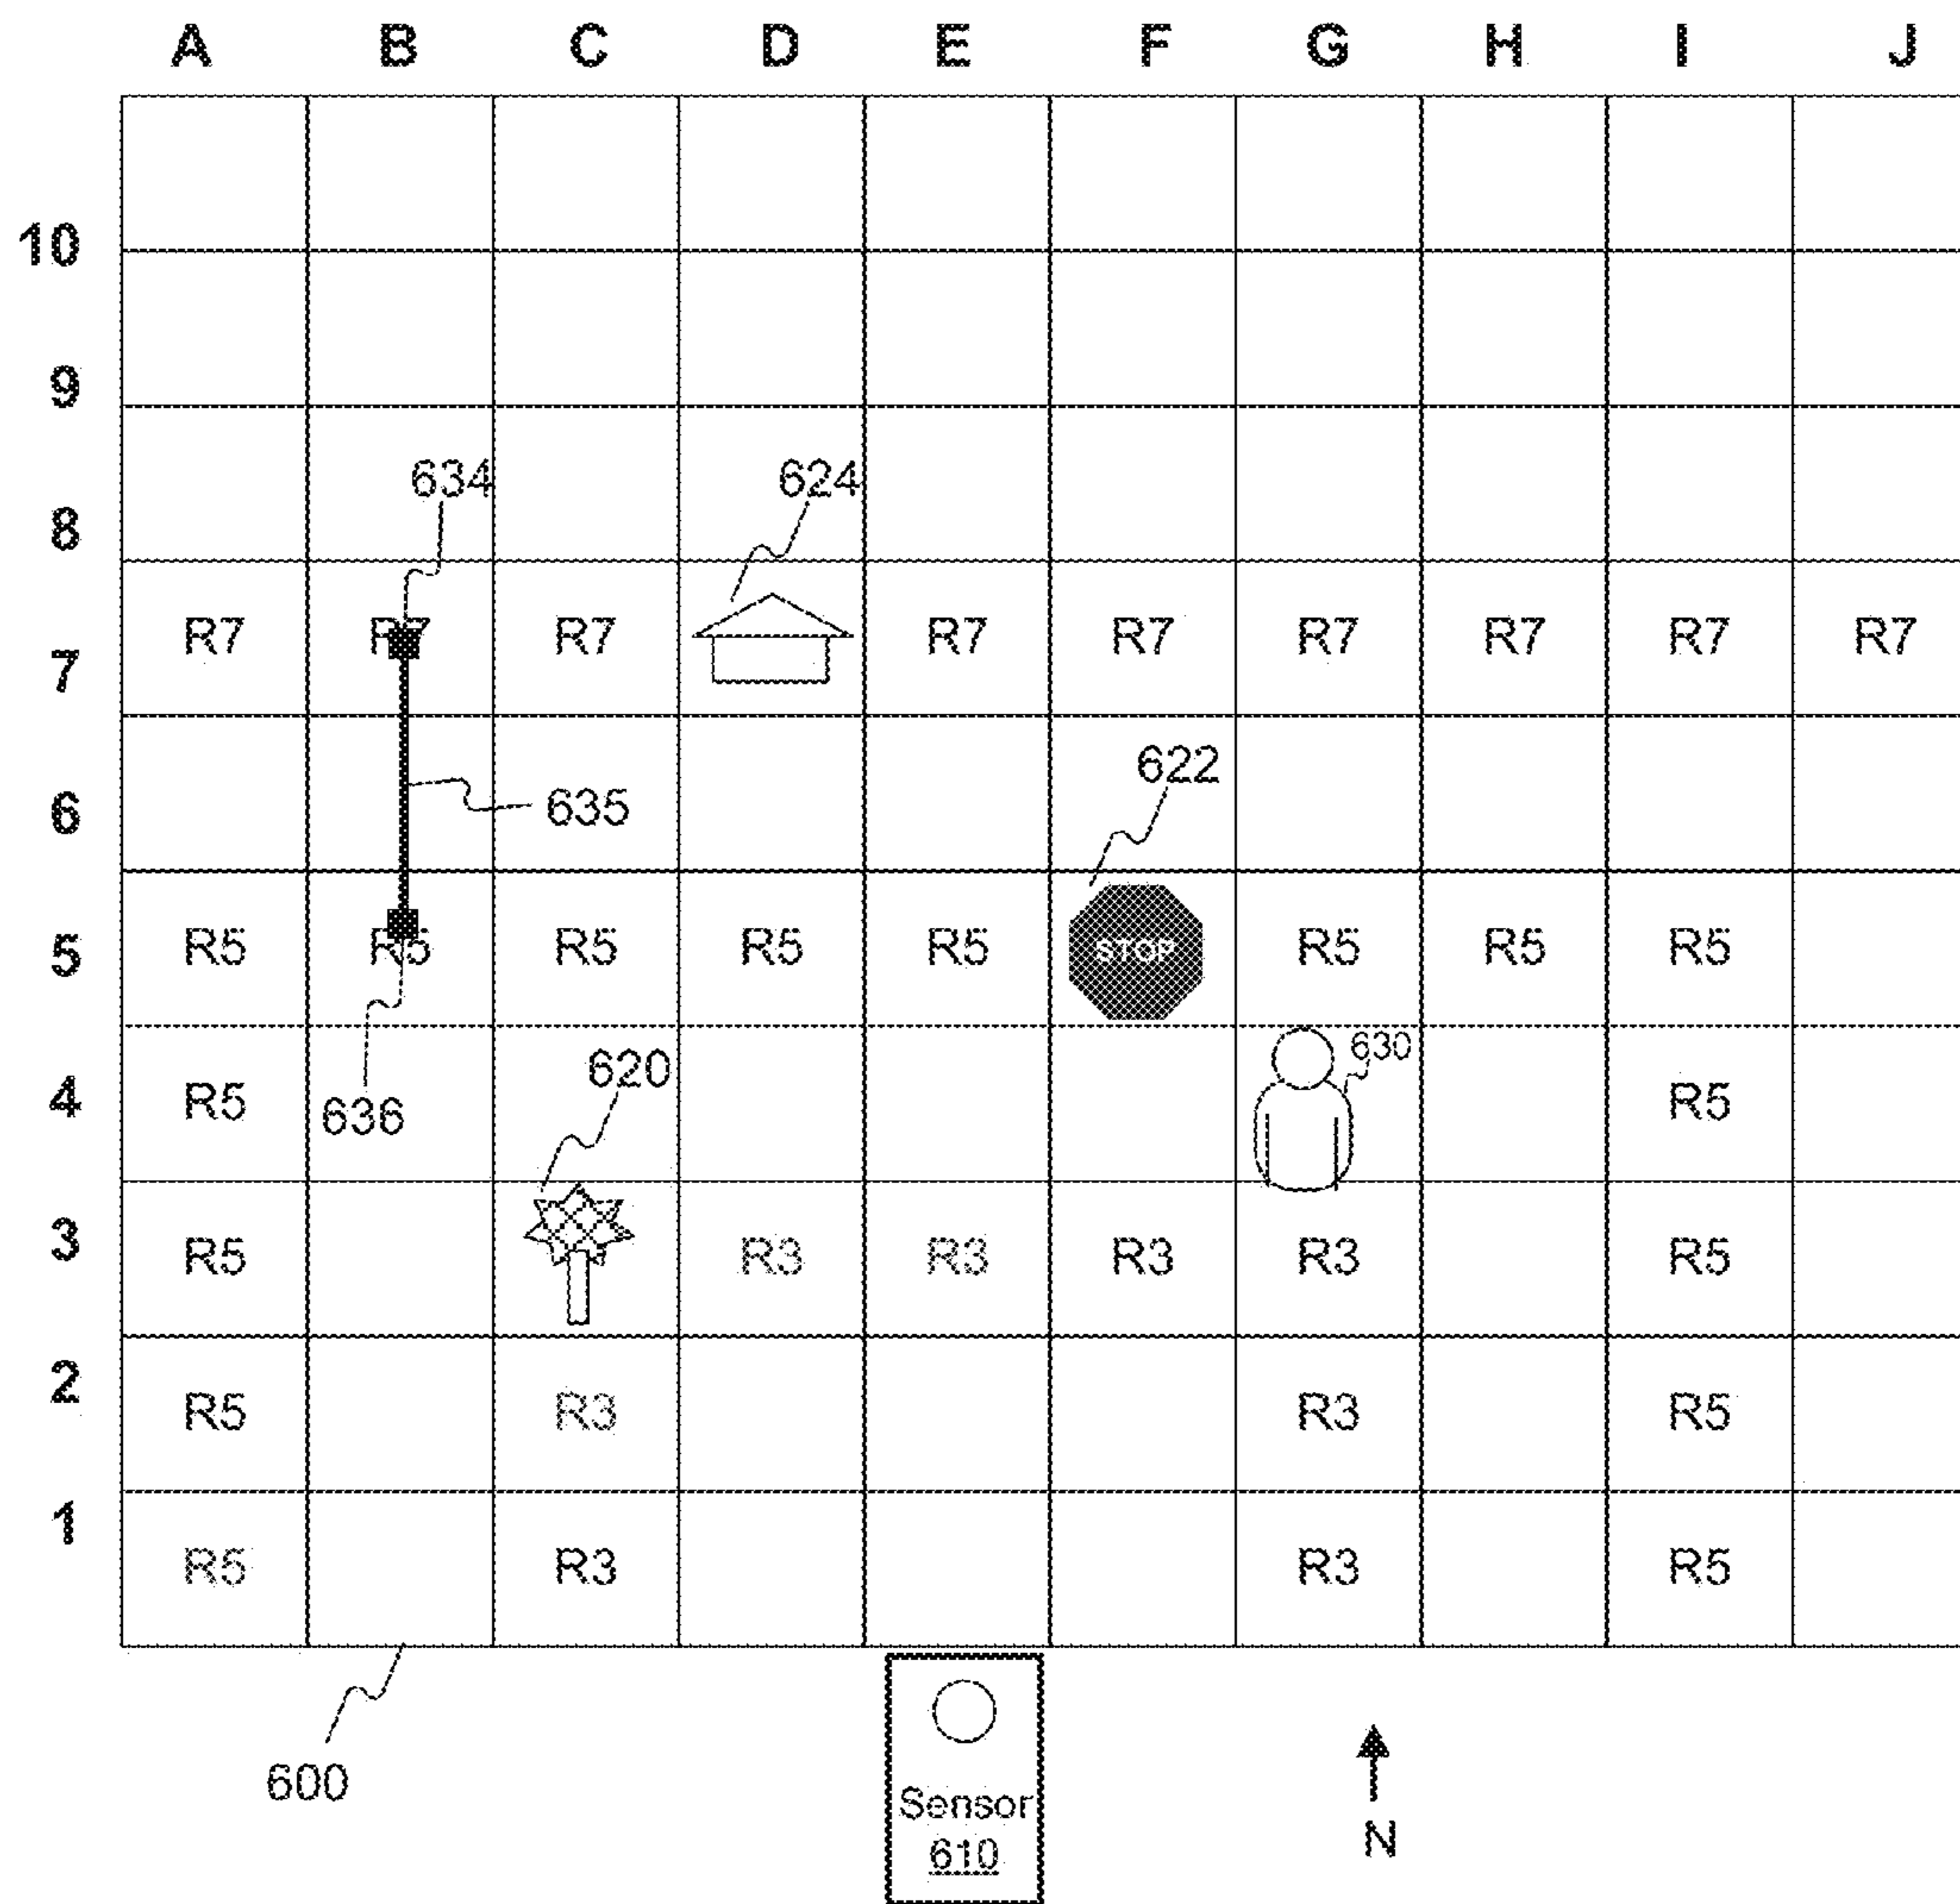 A B C D E F G H I J
10
9
634 624
8
R7 R7 R7 R7 R7 R7 R7 R7 R7
7
622
6 635
R5 R5 R5 R5 R5 STOP R5 R5 R5
5
620 630
4 R5 636 R5
3 R5 R3 R3 R3 R3 R5
2
R5 R3 R3 R5
1
R5 R3 R3 R5
600
Sensor
610
N